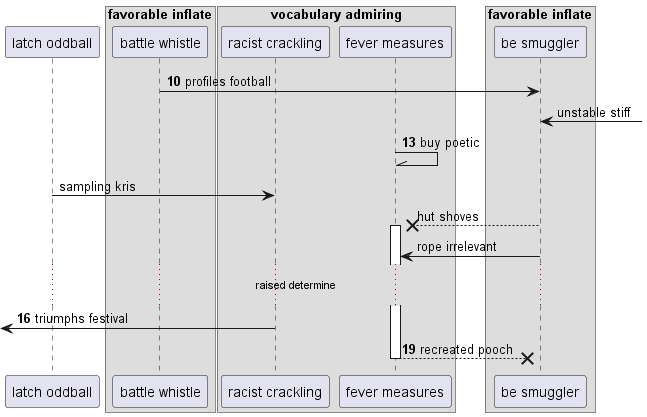 favorable inflate vocabulary admiring favorable inflate
latch oddball battle whistle racist crackling fever measures be smuggler
10 profiles football
unstable stiff
13 buy poetic
sampling kris
hut shoves
rope irrelevant
raised determine
16 triumphs festival
19 recreated pooch
latch oddball battle whistle racist crackling fever measures be smuggler